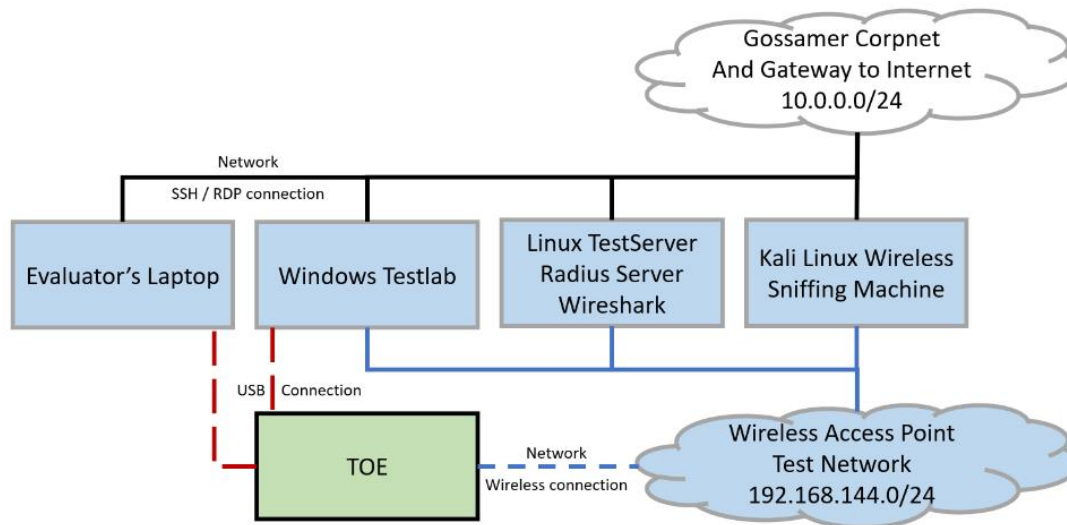 Gossamer Corpnet
And Gateway to Internet
10.0.0.0/24
Network
SSH / RDP connection
Evaluator's Laptop
Windows Testlab
Linux TestServer
Radius Server
Wireshark
Kali Linux Wireless
Sniffing Machine
USB Connection
TOE
Network
Wireless connection
Wireless Access Point
Test Network
192.168.144.0/24